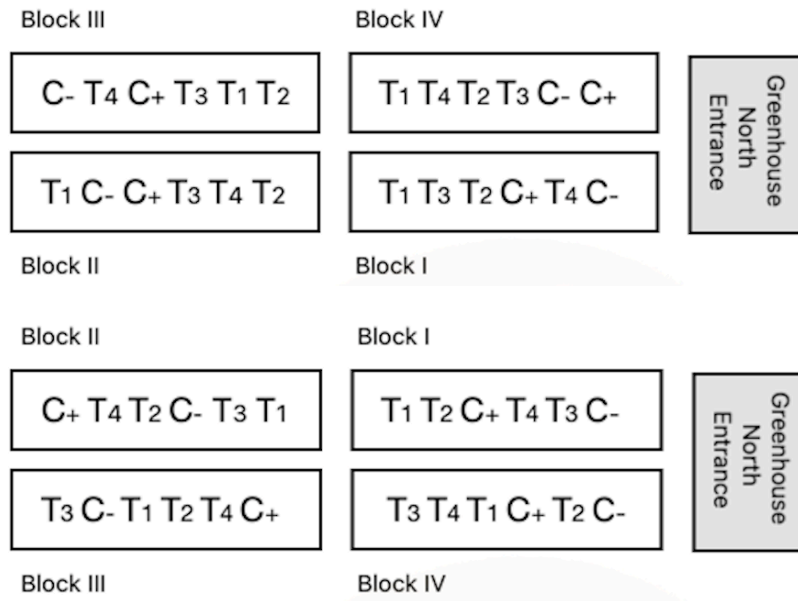 Block III
Block IV
C- T4 C+ T3 T1 T2
T1 T4 T2 T3 C- C+
Greenhouse
North
Entrance
T1 C- C+ T3 T4 T2
T1 T3 T2 C+ T4 C-
Block II
Block I
Block II
Block I
C+ T4 T2 C- T3 T1
T1 T2 C+ T4 T3 C-
Greenhouse
North
Entrance
T3 C- T1 T2 T4 C+
T3 T4 T1 C+ T2 C-
Block III
Block IV